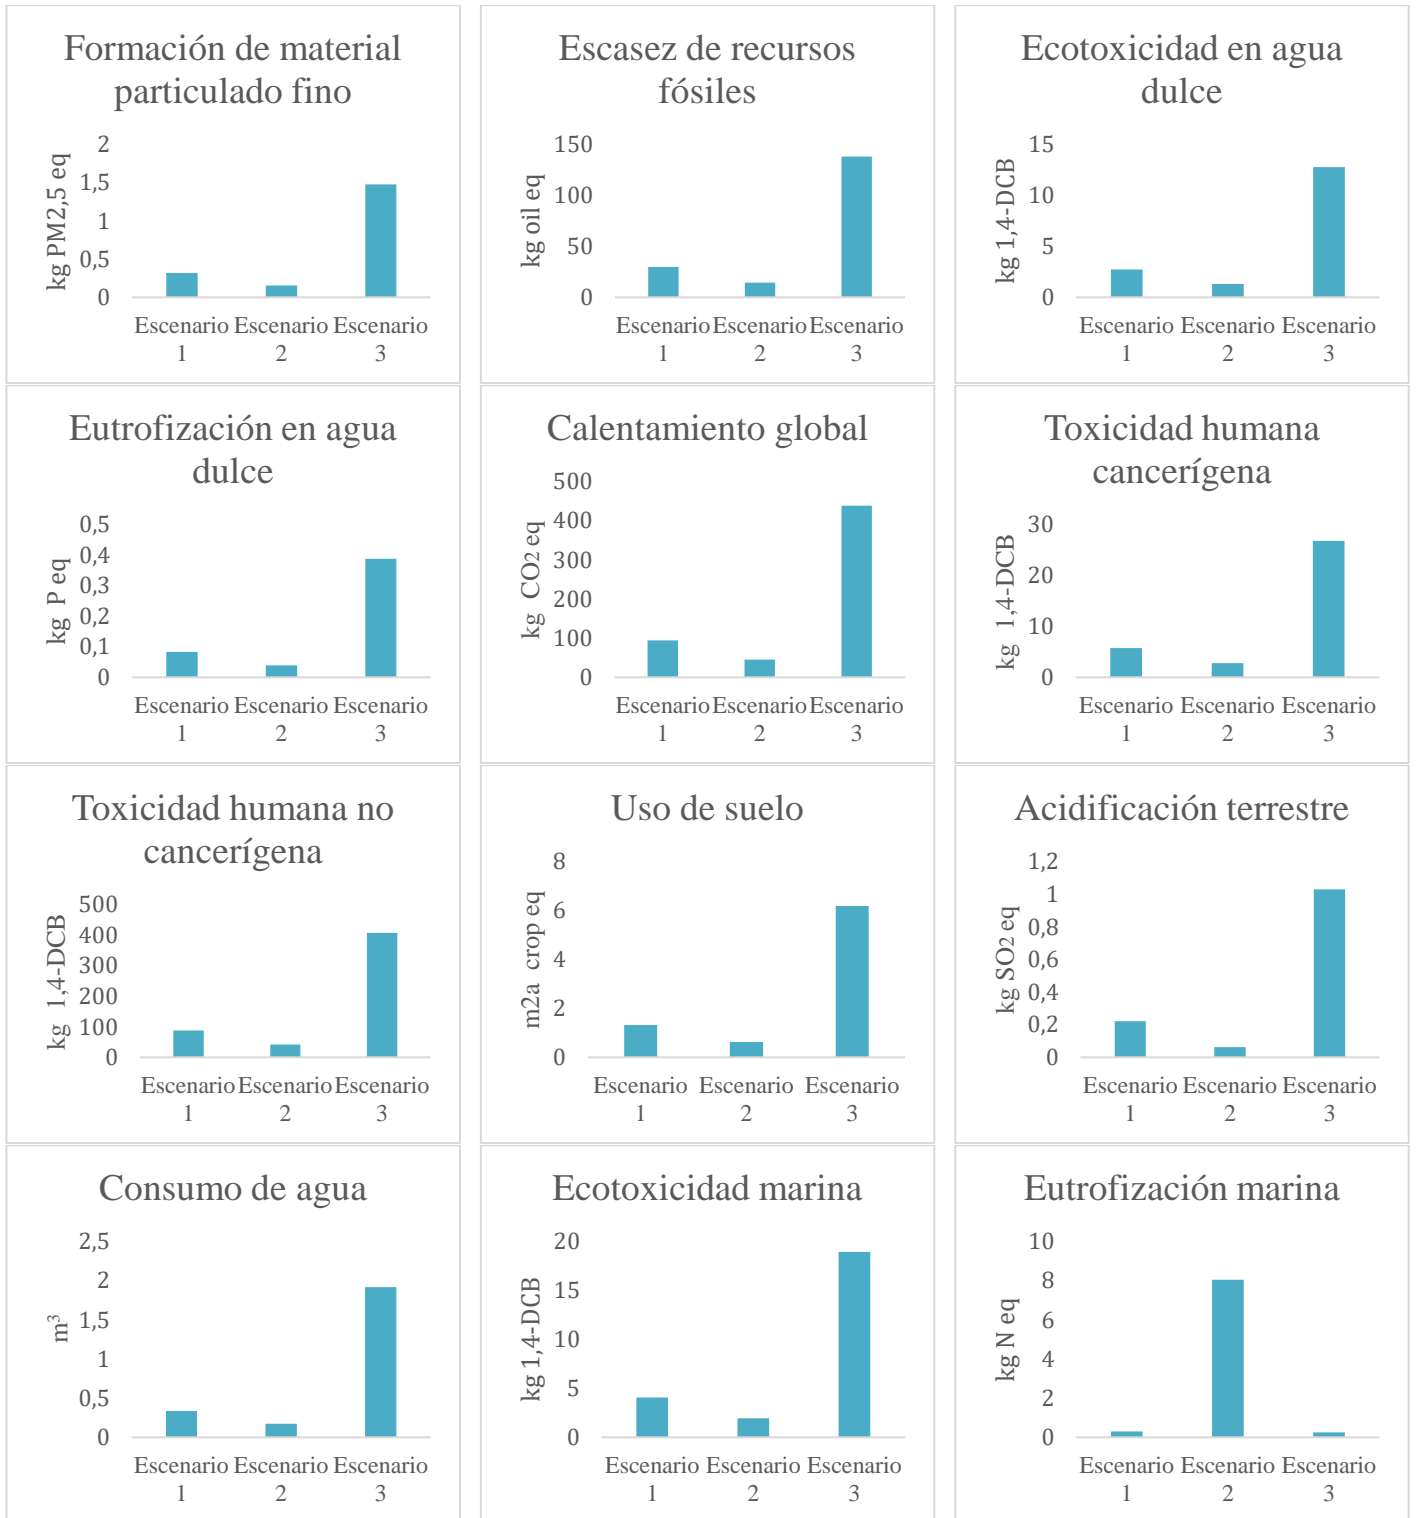 Formación de material
particulado fino
kg PM2,5 eq
2
1,5
1
0,5
0
Escenario Escenario Escenario
1 2 3
Escasez de recursos
fósiles
kg oil eq
150
100
50
0
Escenario Escenario Escenario
1 2 3
Ecotoxicidad en agua
dulce
kg 1,4-DCB
15
10
5
0
Escenario Escenario Escenario
1 2 3
Eutrofización en agua
dulce
kg P eq
0,5
0,4
0,3
0,2
0,1
0
Escenario Escenario Escenario
1 2 3
Calentamiento global
kg CO2 eq
500
400
300
200
100
0
Escenario Escenario Escenario
1 2 3
Toxicidad humana
cancerígena
kg 1,4-DCB
30
20
10
0
Escenario Escenario Escenario
1 2 3
Toxicidad humana no
cancerígena
kg 1,4-DCB
500
400
300
200
100
0
Escenario Escenario Escenario
1 2 3
Uso de suelo
m2a crop eq
8
6
4
2
0
Escenario Escenario Escenario
1 2 3
Acidificación terrestre
kg SO2 eq
1,2
1
0,8
0,6
0,4
0,2
0
Escenario Escenario Escenario
1 2 3
Consumo de agua
m³
2,5
2
1,5
1
0,5
0
Escenario Escenario Escenario
1 2 3
Ecotoxicidad marina
kg 1,4-DCB
20
15
10
5
0
Escenario Escenario Escenario
1 2 3
Eutrofización marina
kg N eq
10
8
6
4
2
0
Escenario Escenario Escenario
1 2 3